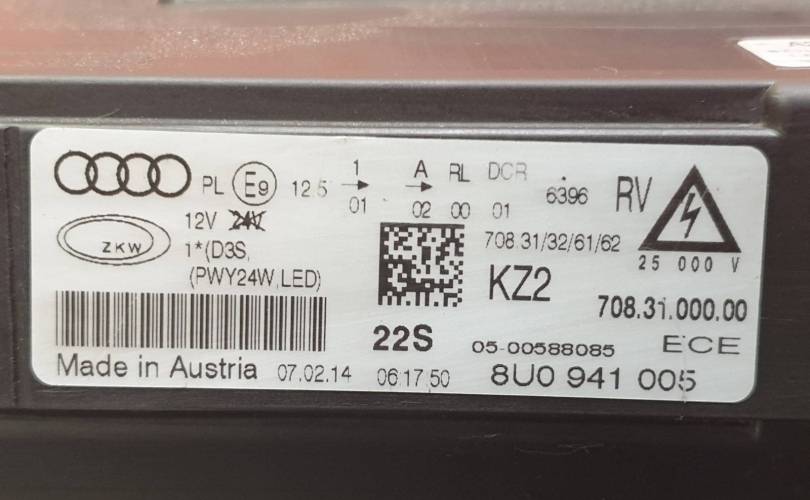 PL E9 12.5 1 A RL DCR
01 02 00 01 6396 RV
12V 24V
ZKW 1*(D3S, 708.31/32/61/62
(PWY24W,LED) KZ2 25 000 V
708.31.000.00
22S 05-00588085 ECE
Made in Austria 07.02.14 06:17:50 8U0 941 005